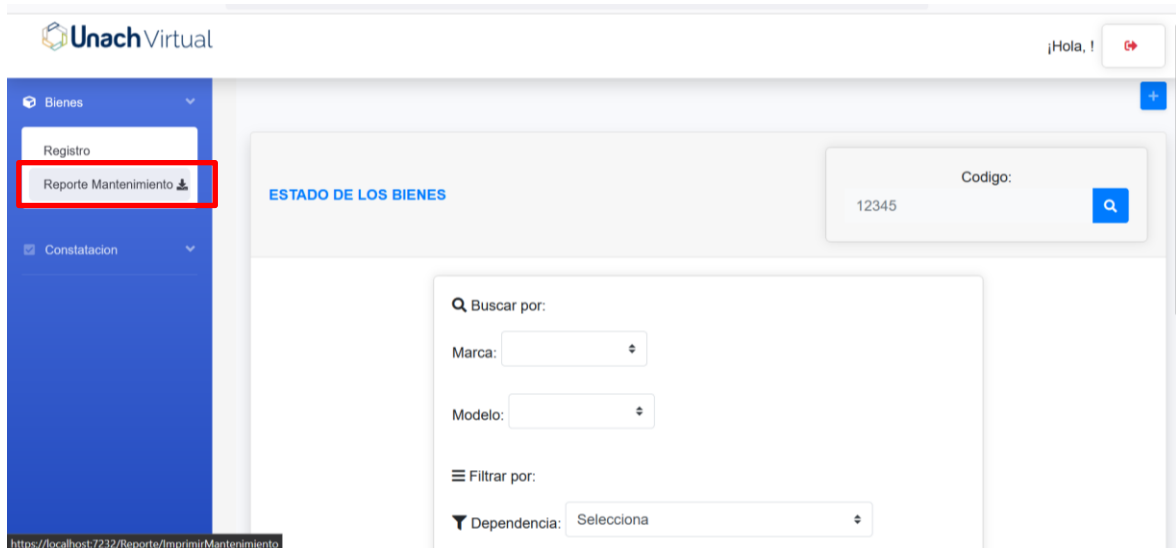 Unach Virtual
¡Hola, !
Bienes
Registro
Reporte Mantenimiento
Constatacion
ESTADO DE LOS BIENES
Codigo:
12345
Buscar por:
Marca:
Modelo:
Filtrar por:
Dependencia: Selecciona
https://localhost:7232/Reporte/ImprimirMantenimiento